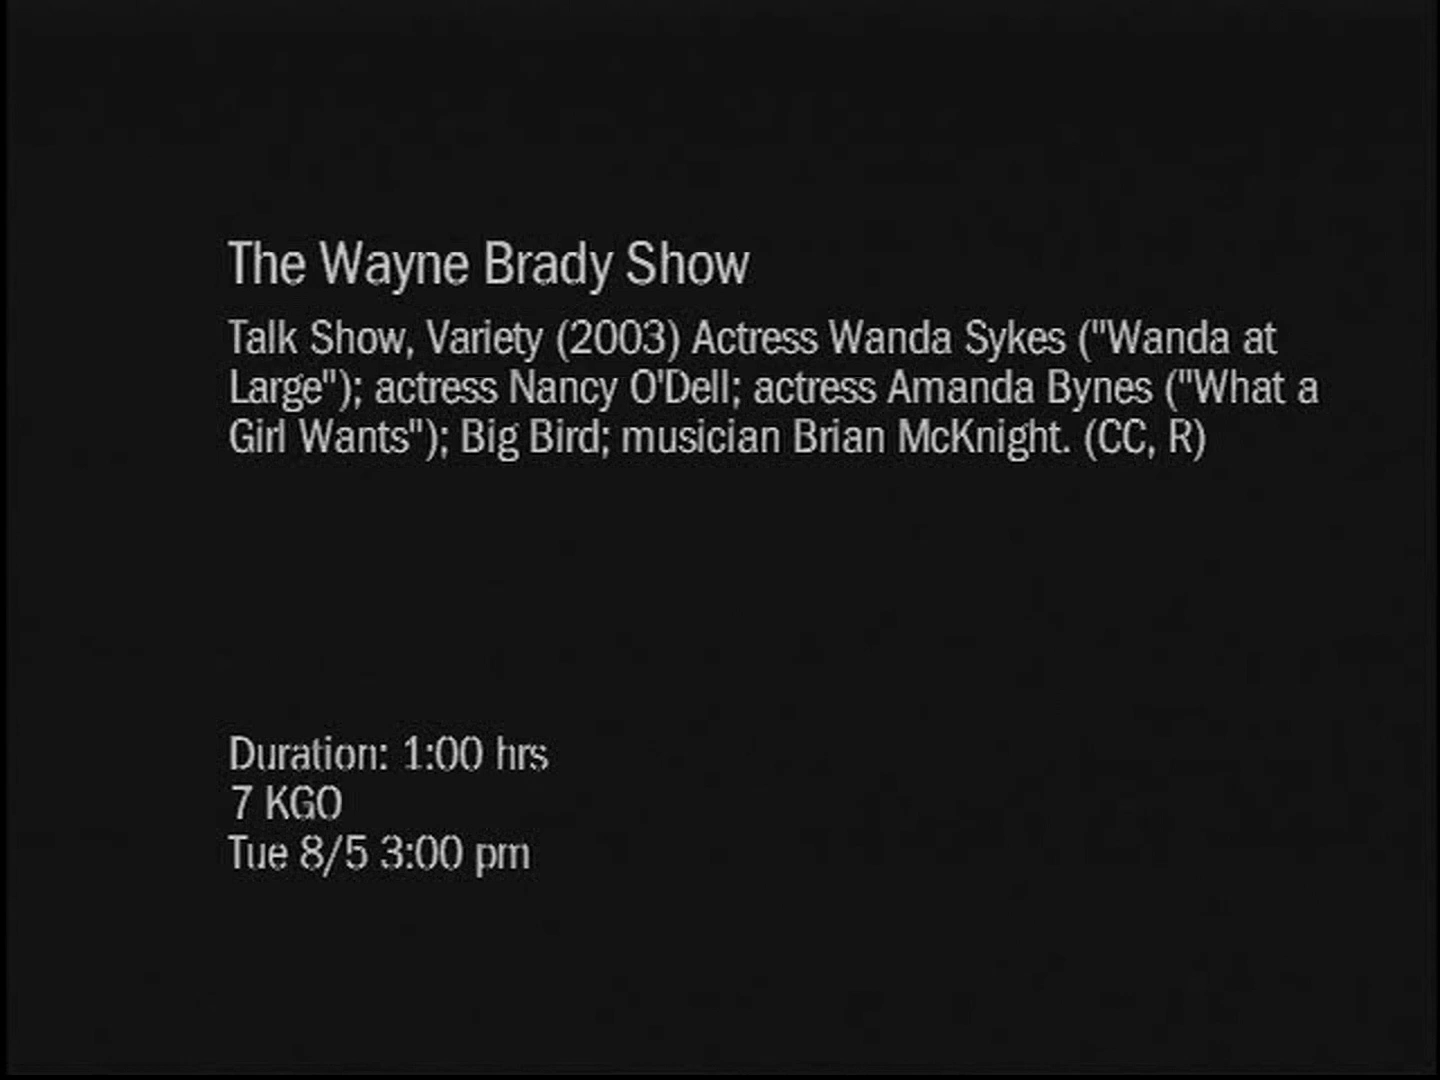 The Wayne Brady Show
Talk Show, Variety (2003) Actress Wanda Sykes ("Wanda at
Large"); actress Nancy O'Dell; actress Amanda Bynes ("What a
Girl Wants"); Big Bird; musician Brian McKnight. (CC, R)
Duration: 1:00 hrs
7 KGO
Tue 8/5 3:00 pm